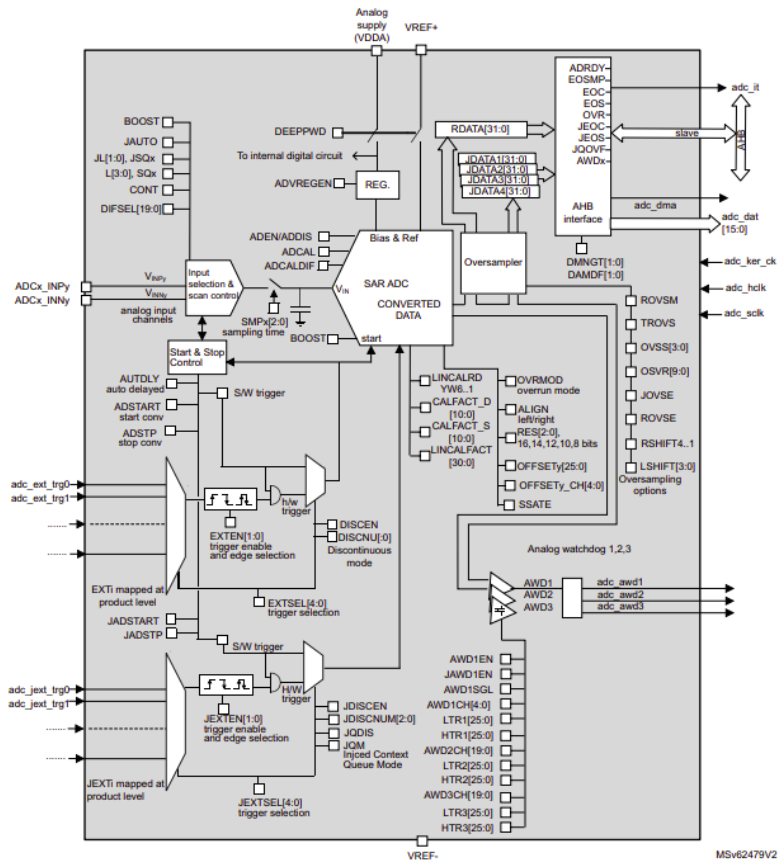 Analog
supply
(VDDA)
VREF+
BOOST
JAUTO
JL[1:0], JSQx
L[3:0], SQx
CONT
DIFSEL[19:0]
DEEPPWD
To internal digital circuit
ADVREGEN
REG.
RDATA[31:0]
JDATA1[31:0]
JDATA2[31:0]
JDATA3[31:0]
JDATA4[31:0]
ADRDY
EOSMP
EOC
EOS
OVR
JEOC
JEOS
JQOVF
AWDx
AHB
interface
adc_it
slave
AHB
adc_dma
adc_dat
[15:0]
DMNGT[1:0]
DAMDF[1:0]
adc_ker_ck
adc_hclk
adc_sclk
ADEN/ADDIS
ADCAL
ADCALDIF
Bias & Ref
SAR ADC
CONVERTED
DATA
VIN
start
Oversampler
ADCx_INPy
ADCx_INNy
VINPy
VINNy
analog input
channels
Input
selection &
scan control
SMPx[2:0]
sampling time
BOOST
Start & Stop
Control
AUTDLY
auto delayed
ADSTART
start conv
ADSTP
stop conv
S/W trigger
LINCALRD
YW6..1
CALFACT_D
[10:0]
CALFACT_S
[10:0]
LINCALFACT
[30:0]
OVRMOD
overrun mode
ALIGN
left/right
RES[2:0],
16,14,12,10,8 bits
OFFSETy[25:0]
OFFSETy_CH[4:0]
SSATE
ROVSM
TROVS
OVSS[3:0]
OSVR[9:0]
JOVSE
ROVSE
RSHIFT4..1
LSHIFT[3:0]
Oversampling
options
adc_ext_trg0
adc_ext_trg1
.......
.......
EXTi mapped at
product level
h/w
trigger
EXTEN[1:0]
trigger enable
and edge selection
DISCEN
DISCNU[:0]
Discontinuous
mode
EXTSEL[4:0]
trigger selection
Analog watchdog 1,2,3
AWD1
AWD2
AWD3
adc_awd1
adc_awd2
adc_awd3
JADSTART
JADSTP
S/W trigger
adc_jext_trg0
adc_jext_trg1
.......
.......
JEXTi mapped at
product level
H/W
trigger
JEXTEN[1:0]
trigger enable
and edge selection
JDISCEN
JDISCNUM[2:0]
JQDIS
JQM
Injced Context
Queue Mode
JEXTSEL[4:0]
trigger selection
AWD1EN
JAWD1EN
AWD1SGL
AWD1CH[4:0]
LTR1[25:0]
HTR1[25:0]
AWD2CH[19:0]
LTR2[25:0]
HTR2[25:0]
AWD3CH[19:0]
LTR3[25:0]
HTR3[25:0]
VREF-
MSv62479V2